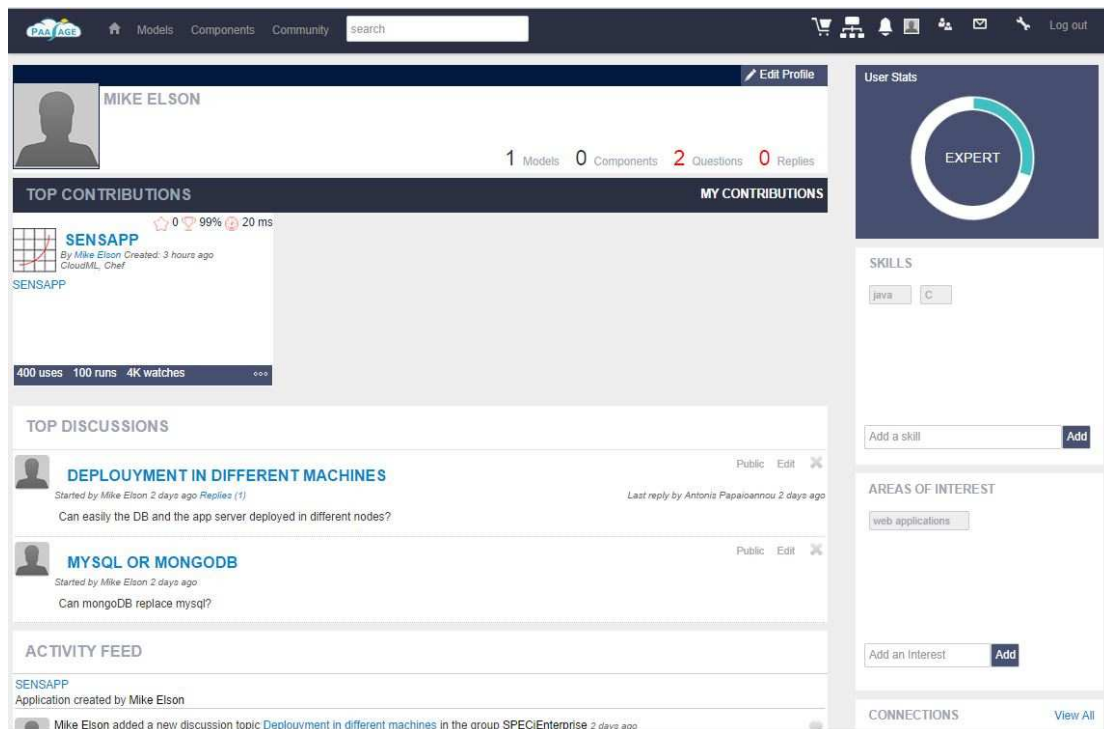 PAASAGE Models Components Community search Log out
Edit Profile
MIKE ELSON
1 Models 0 Components 2 Questions 0 Replies
TOP CONTRIBUTIONS MY CONTRIBUTIONS
0 99% 20 ms
SENSAPP
By Mike Elson Created: 3 hours ago
CloudML, Chef
SENSAPP
400 uses 100 runs 4K watches
TOP DISCUSSIONS
Public Edit
DEPLOUYMENT IN DIFFERENT MACHINES
Started by Mike Elson 2 days ago Replies (1) Last reply by Antonis Papaioannou 2 days ago
Can easily the DB and the app server deployed in different nodes?
Public Edit
MYSQL OR MONGODB
Started by Mike Elson 2 days ago
Can mongoDB replace mysql?
ACTIVITY FEED
SENSAPP
Application created by Mike Elson
Mike Elson added a new discussion topic Deplouyment in different machines in the group SPECjEnterprise 2 days ago
User Stats
EXPERT
SKILLS
java C
Add a skill Add
AREAS OF INTEREST
web applications
Add an Interest Add
CONNECTIONS View All